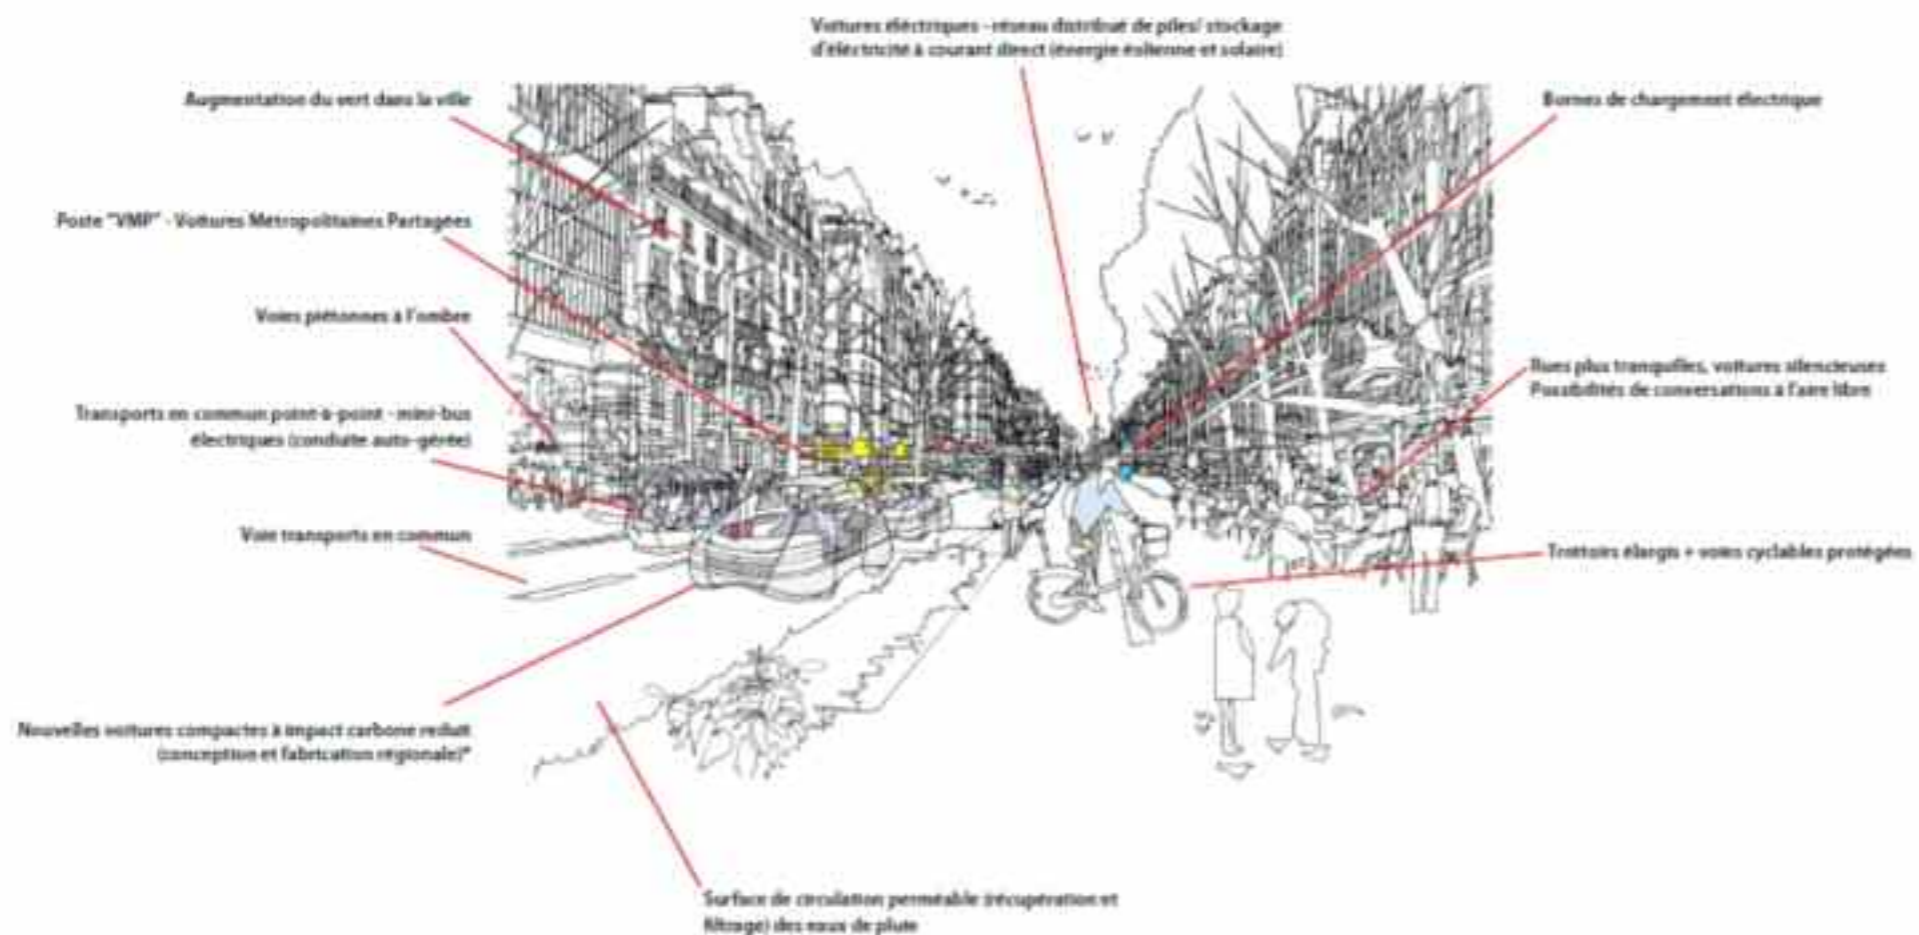 Voitures éléctriques - réseau distribué de piles/ stockage
d'éléctricité à courant direct (énergie éolienne et solaire)
Augmentation du vert dans la ville
Bornes de chargement électrique
Poste "VMP" - Voitures Métropolitaines Partagées
Voies piétonnes à l'ombre
Rues plus tranquilles, voitures silencieuses
Possibilités de conversations à l'aire libre
Transports en commun point-à-point - mini-bus
électriques (conduite auto-gérée)
Voie transports en commun
Trottoirs élargis + voies cyclables protégées
Nouvelles voitures compactes à impact carbone reduit
(conception et fabrication régionale)*
Surface de circulation perméable (récupération et
filtrage) des eaux de pluie